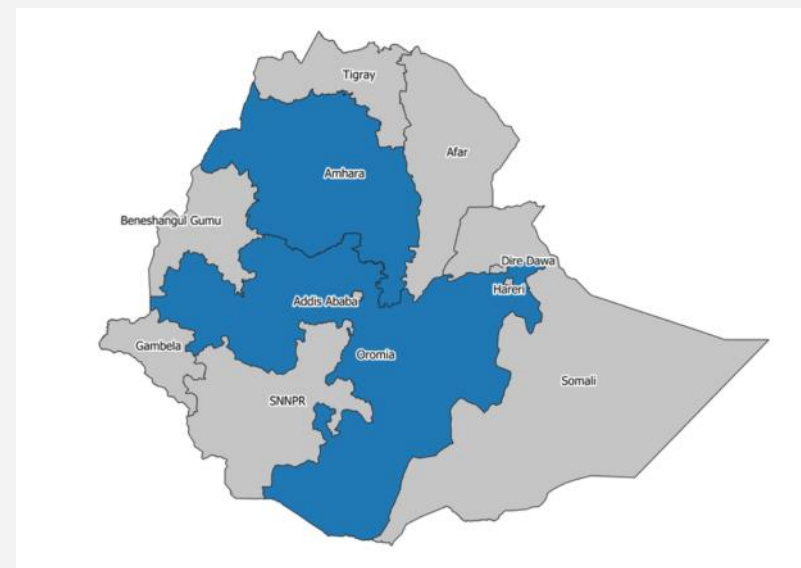 Tigray
Afar
Amhara
Beneshangul Gumu
Dire Dawa
Hareri
Addis Ababa
Gambela
Oromia
Somali
SNNPR